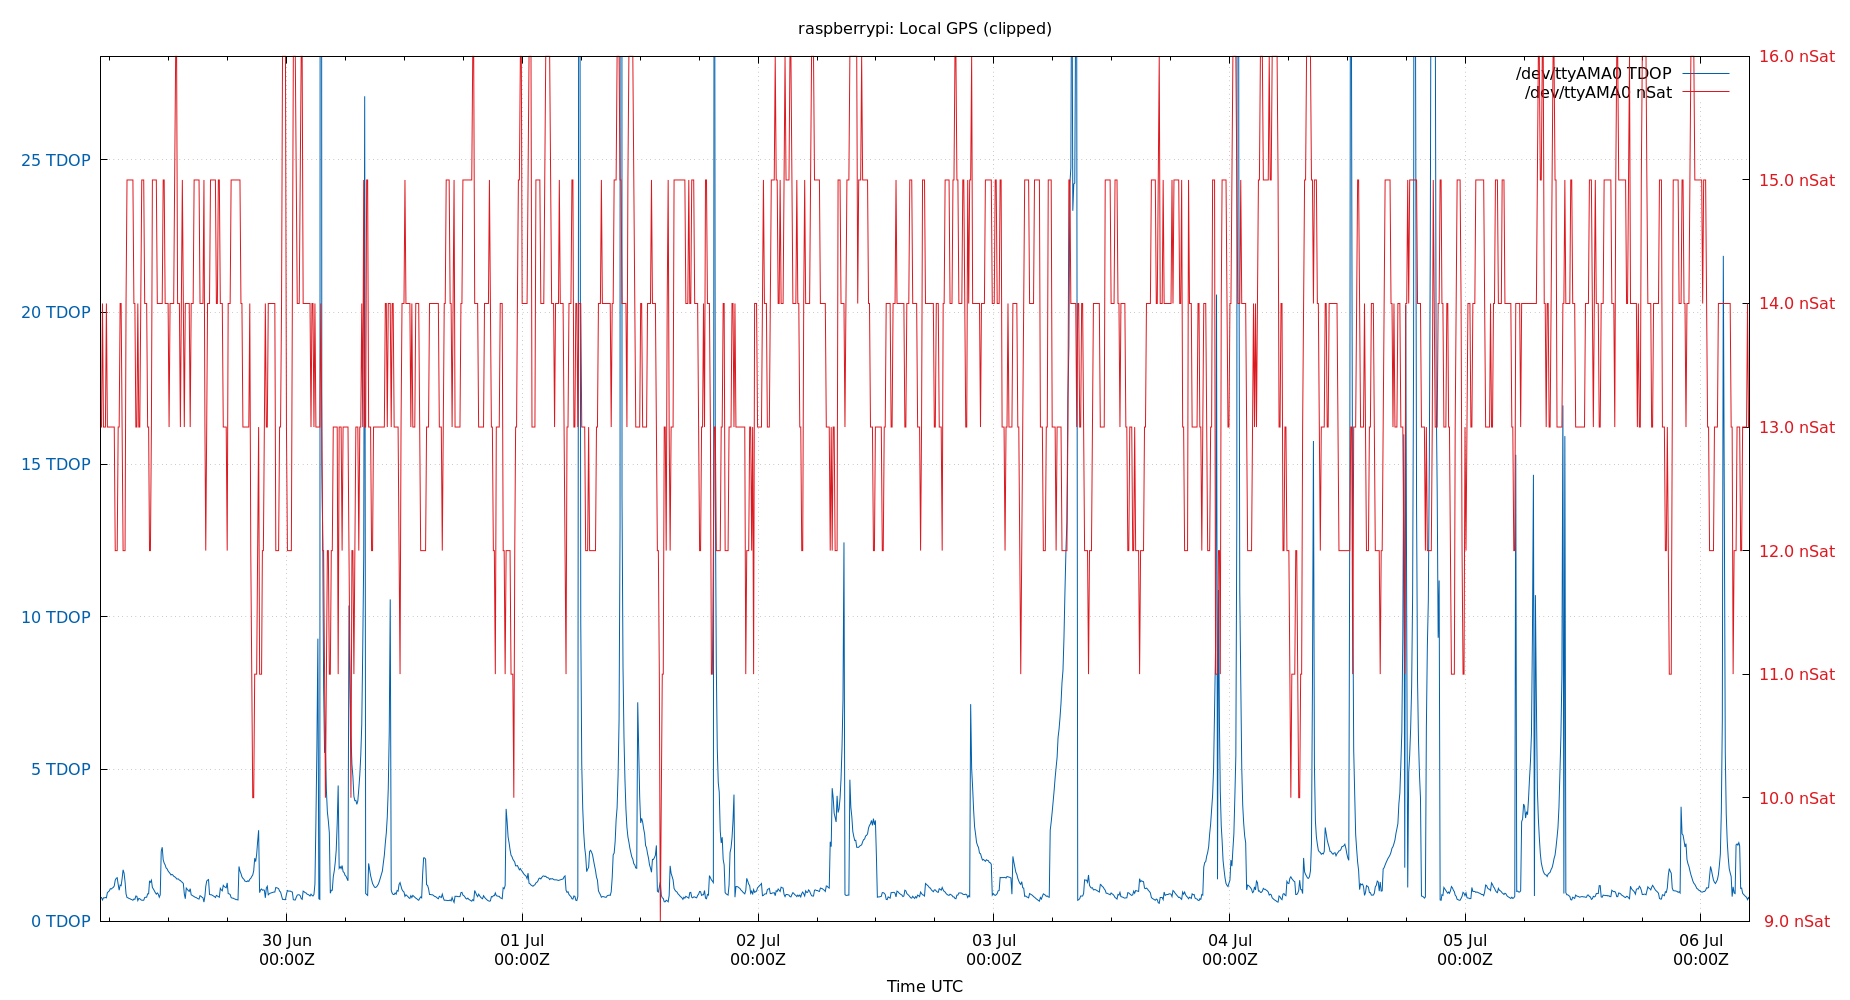 raspberrypi: Local GPS (clipped)
16.0 nSat
/dev/ttyAMA0 TDOP
/dev/ttyAMA0 nSat
25 TDOP
15.0 nSat
20 TDOP
14.0 nSat
13.0 nSat
15 TDOP
12.0 nSat
10 TDOP
11.0 nSat
5 TDOP
10.0 nSat
0 TDOP
9.0 nSat
30 Jun 01 Jul 02 Jul 03 Jul 04 Jul 05 Jul 06 Jul
00:00Z 00:00Z 00:00Z 00:00Z 00:00Z 00:00Z 00:00Z
Time UTC